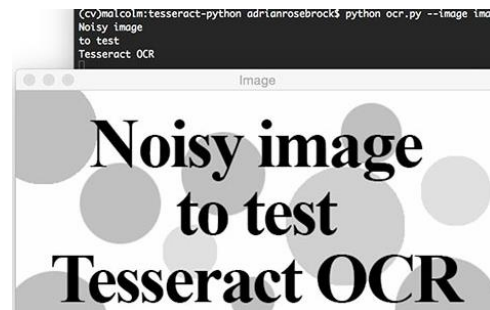 (cv)malcolm:tesseract-python adrianrosebrock$ python ocr.py --image ima
Noisy image
to test
Tesseract OCR
Image
Noisy image
to test
Tesseract OCR